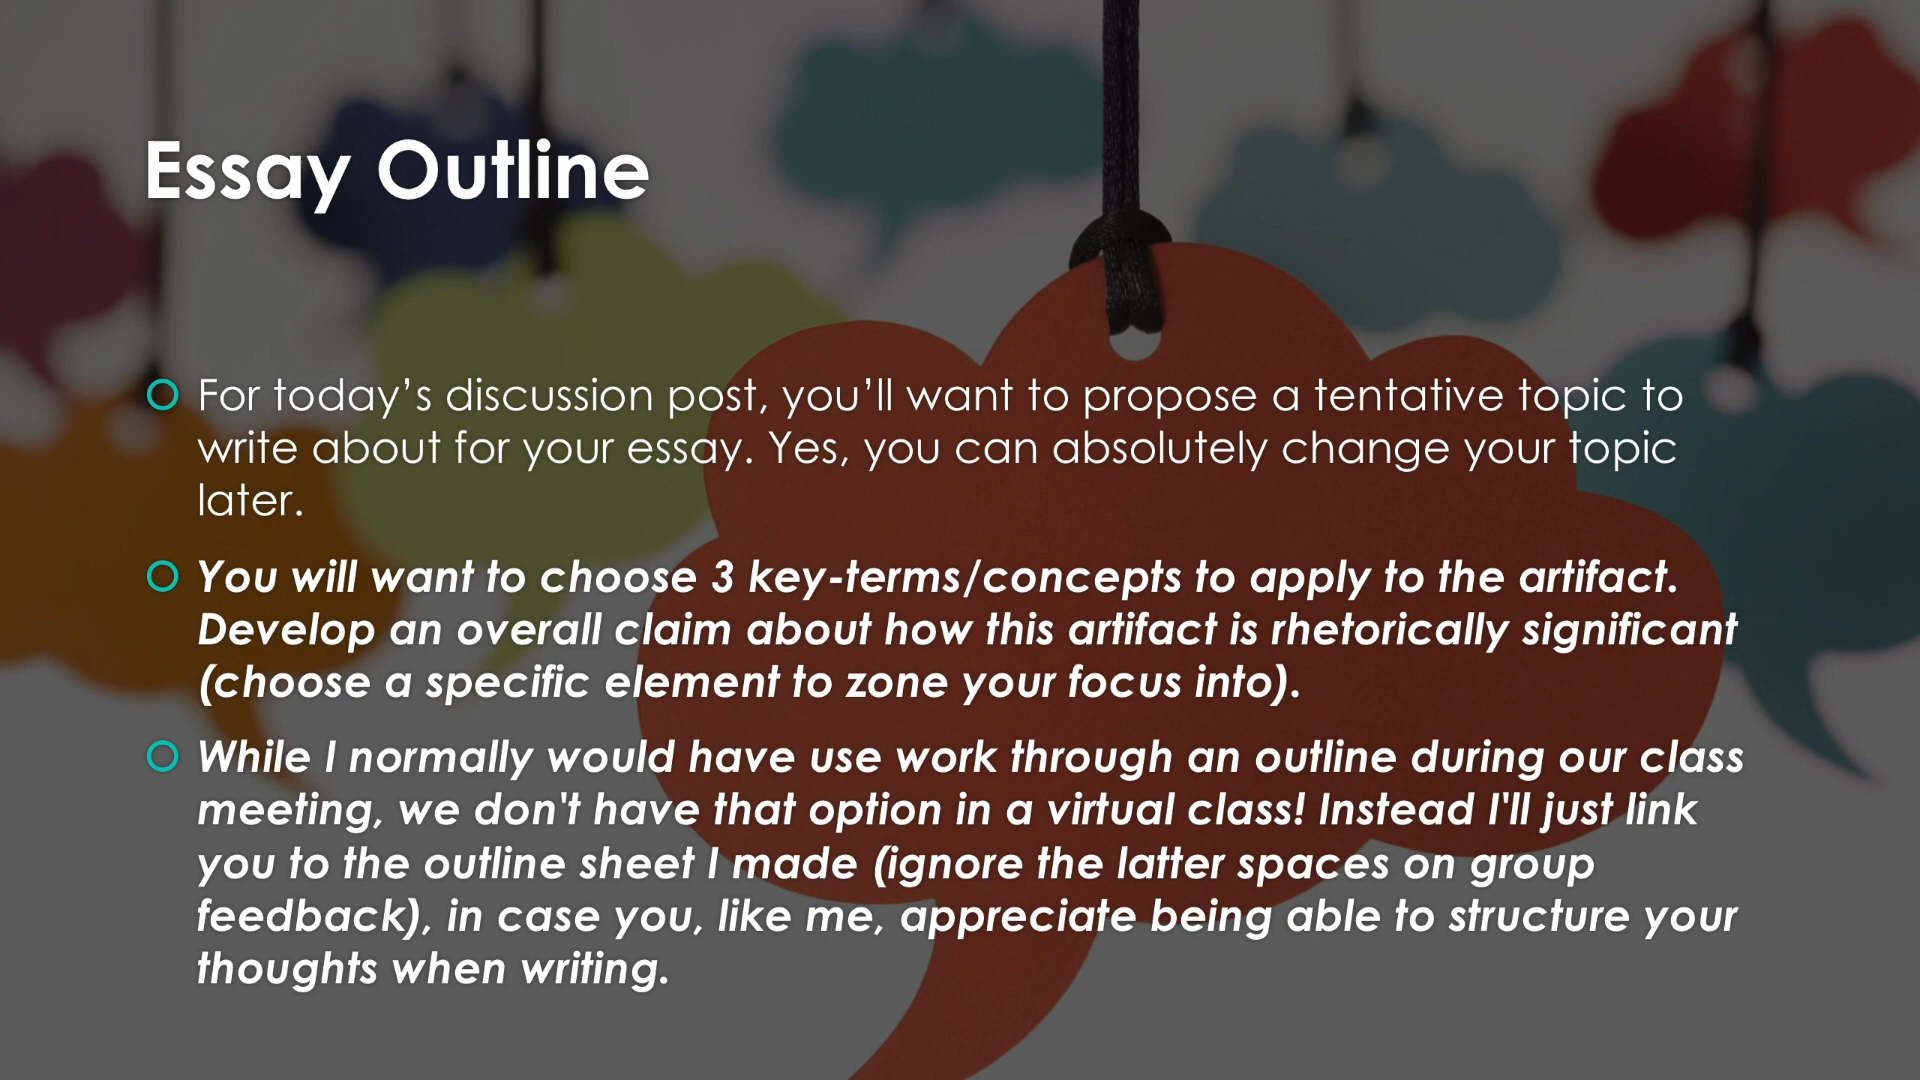 Essay Outline
For today’s discussion post, you’ll want to propose a tentative topic to
write about for your essay. Yes, you can absolutely change your topic
later.
You will want to choose 3 key-terms/concepts to apply to the artifact.
Develop an overall claim about how this artifact is rhetorically significant
(choose a specific element to zone your focus into).
While I normally would have use work through an outline during our class
meeting, we don't have that option in a virtual class! Instead I'll just link
you to the outline sheet I made (ignore the latter spaces on group
feedback), in case you, like me, appreciate being able to structure your
thoughts when writing.